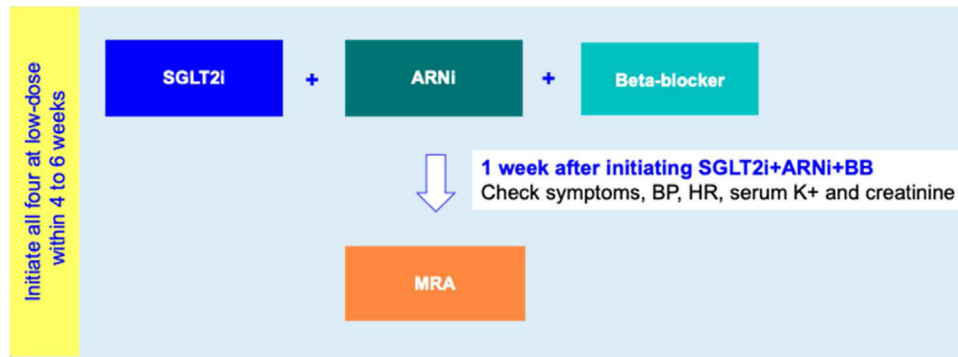 Initiate all four at low-dose
within 4 to 6 weeks
SGLT2i + ARNi + Beta-blocker
1 week after initiating SGLT2i+ARNi+BB
Check symptoms, BP, HR, serum K+ and creatinine
MRA